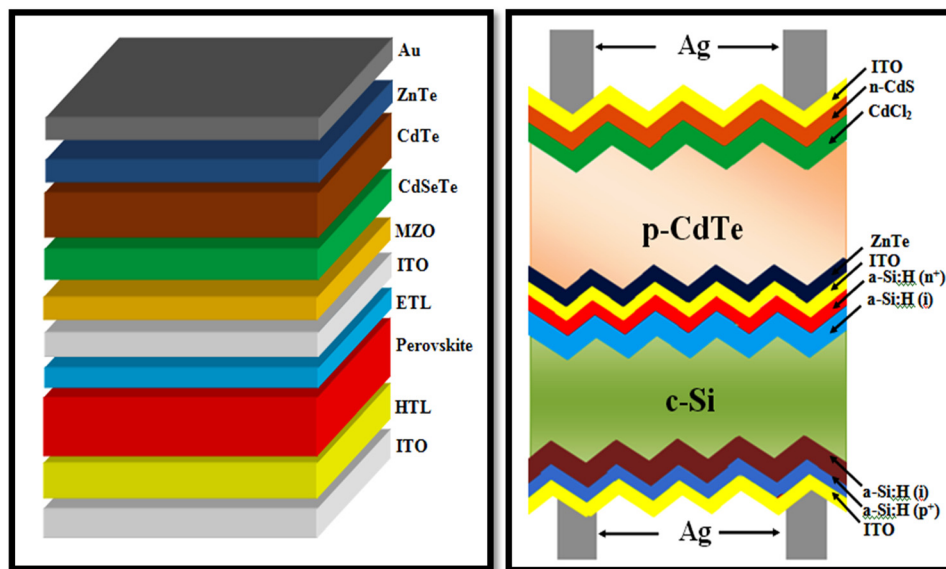 Au
ZnTe
CdTe
CdSeTe
MZO
ITO
ETL
Perovskite
HTL
ITO
Ag
ITO
n-CdS
CdCl₂
p-CdTe
ZnTe
ITO
a-Si:H (n⁺)
a-Si:H (i)
c-Si
a-Si:H (i)
a-Si:H (p⁺)
ITO
Ag